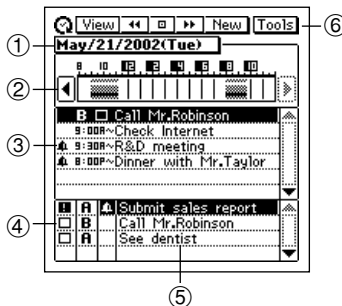 View New Tools ⑥
① May/21/2002(Tue)
8 10 12 2 4 6 8 10
②
B Call Mr.Robinson
9:00A~Check Internet
③ 9:30A~R&D meeting
8:00P~Dinner with Mr.Taylor
! A Submit sales report
④ B Call Mr.Robinson
A See dentist
⑤